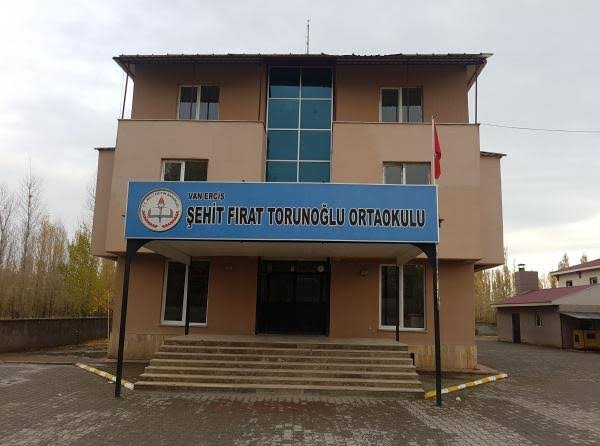 VAN ERCİŞ
ŞEHİT FIRAT TORUNOĞLU ORTAOKULU